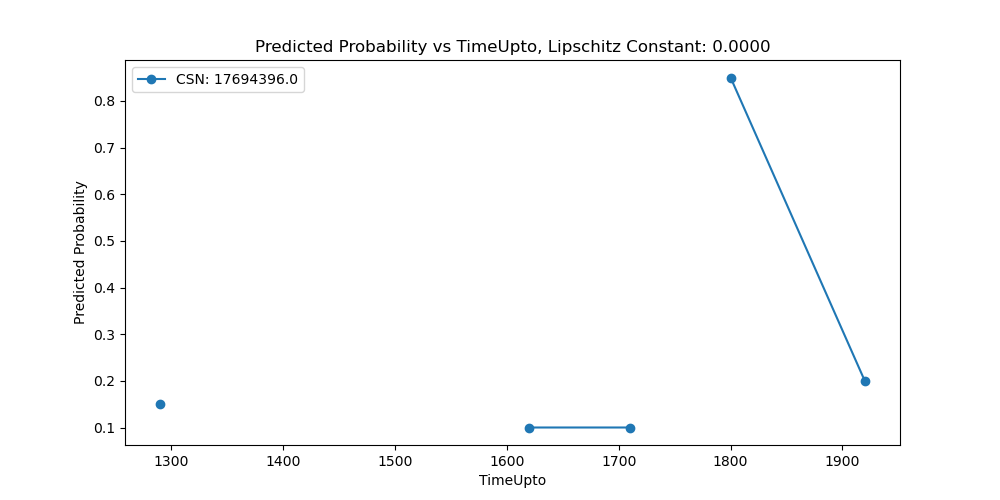 Predicted Probability vs TimeUpto, Lipschitz Constant: 0.0000
CSN: 17694396.0
Predicted Probability
0.8
0.7
0.6
0.5
0.4
0.3
0.2
0.1
1300 1400 1500 1600 1700 1800 1900
TimeUpto